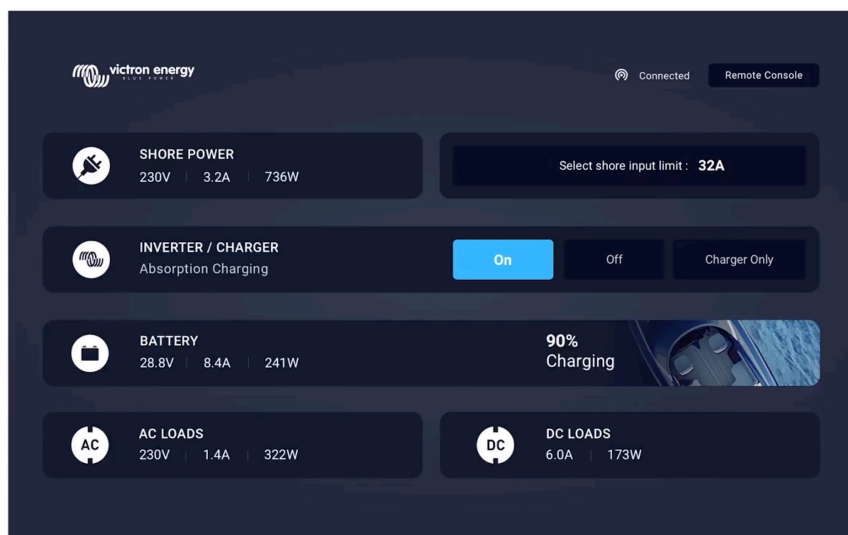 victron energy
BLUE POWER
Connected
Remote Console
SHORE POWER
230V 3.2A 736W
Select shore input limit : 32A
INVERTER / CHARGER
Absorption Charging
On
Off
Charger Only
BATTERY
28.8V 8.4A 241W
90%
Charging
AC
AC LOADS
230V 1.4A 322W
DC
DC LOADS
6.0A 173W